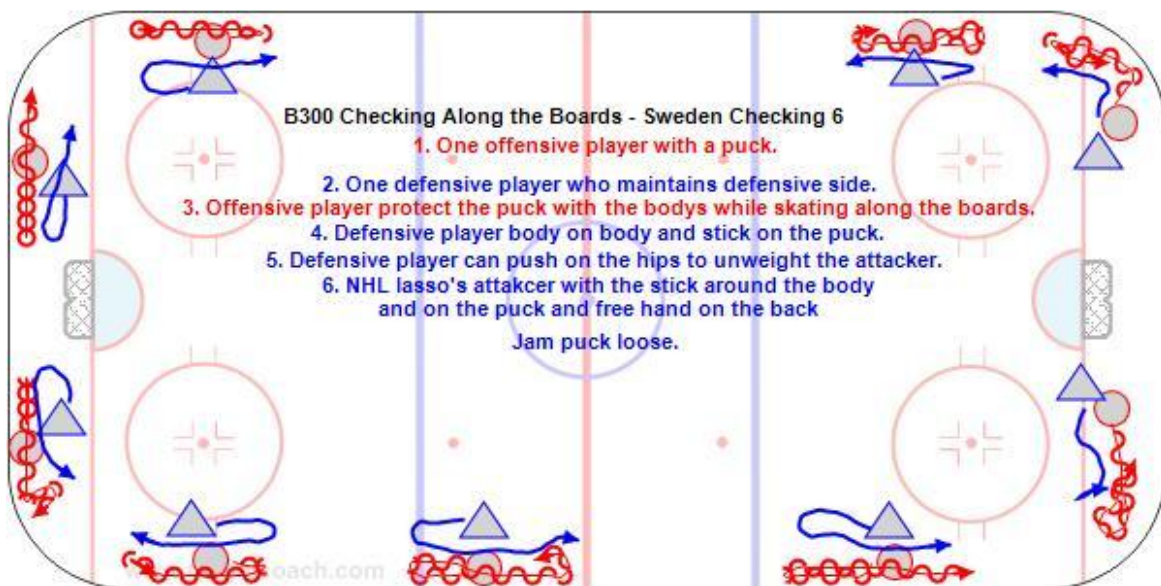 B300 Checking Along the Boards - Sweden Checking 6
1. One offensive player with a puck.
2. One defensive player who maintains defensive side.
3. Offensive player protect the puck with the bodys while skating along the boards.
4. Defensive player body on body and stick on the puck.
5. Defensive player can push on the hips to unweight the attacker.
6. NHL lasso's attakcer with the stick around the body
and on the puck and free hand on the back
Jam puck loose.